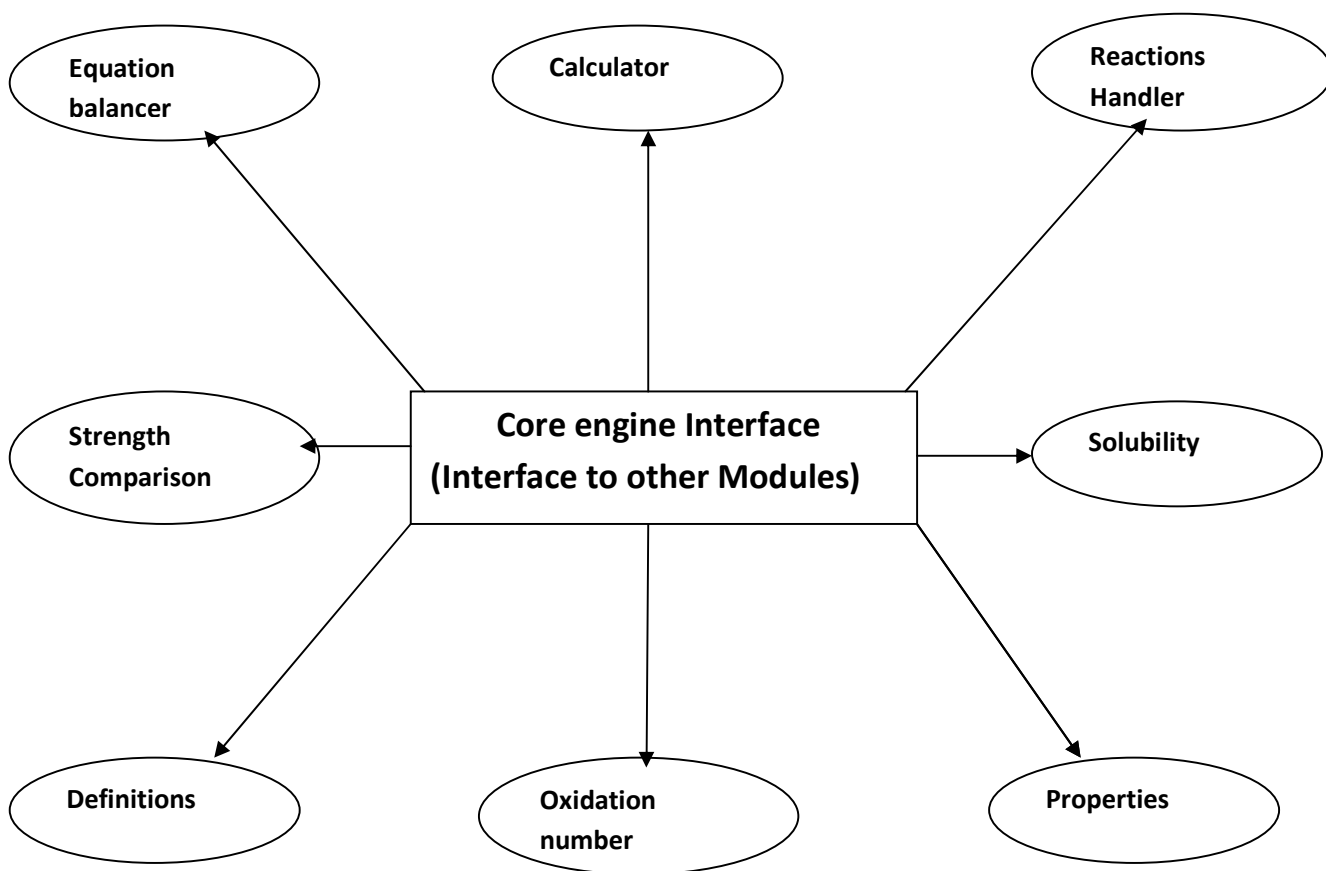 Equation
balancer
Calculator
Reactions
Handler
Strength
Comparison
Core engine Interface
(Interface to other Modules)
Solubility
Definitions
Oxidation
number
Properties